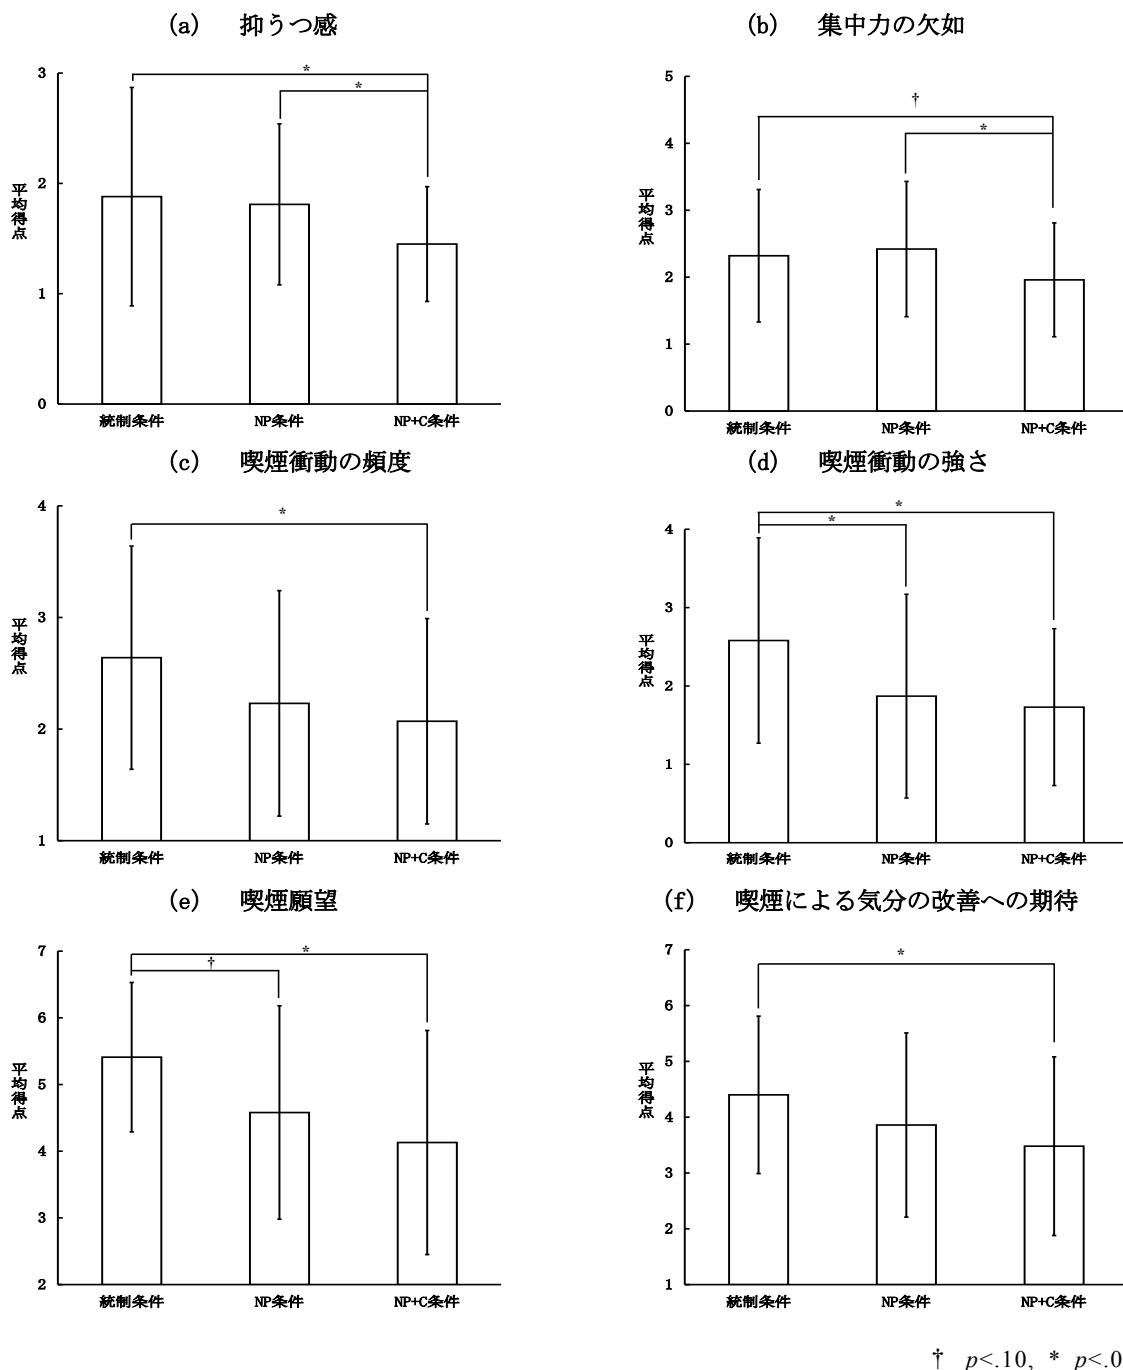 (a) 抑うつ感
3
2
1
0
平均得点
*
*
統制条件 NP条件 NP+C条件
(b) 集中力の欠如
5
4
3
2
1
0
平均得点
†
*
統制条件 NP条件 NP+C条件
(c) 喫煙衝動の頻度
4
3
2
1
平均得点
*
統制条件 NP条件 NP+C条件
(d) 喫煙衝動の強さ
4
3
2
1
0
平均得点
*
*
統制条件 NP条件 NP+C条件
(e) 喫煙願望
7
6
5
4
3
2
平均得点
*
†
統制条件 NP条件 NP+C条件
(f) 喫煙による気分の改善への期待
7
6
5
4
3
2
1
平均得点
*
統制条件 NP条件 NP+C条件
† p<.10, * p<.0